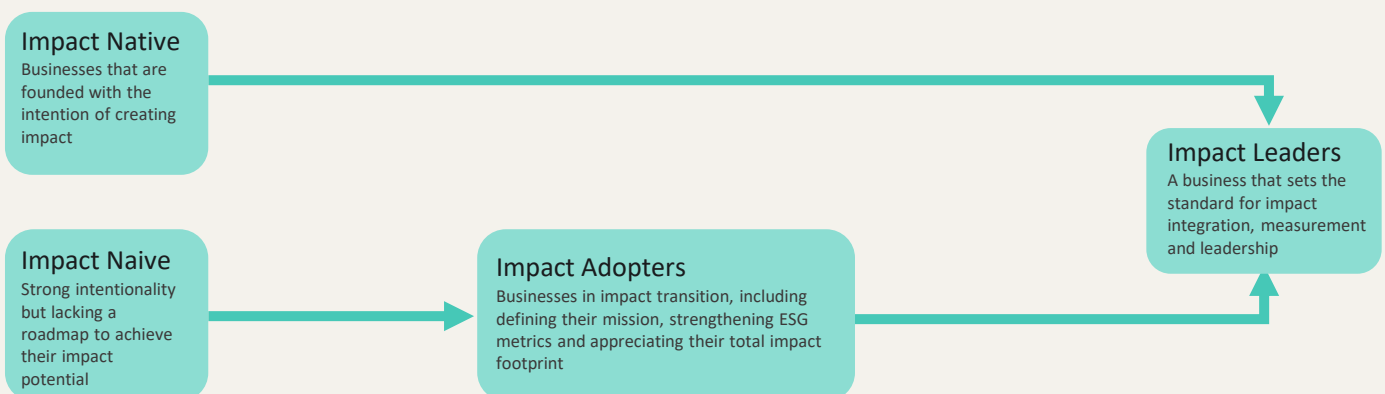 Impact Native
Businesses that are
founded with the
intention of creating
impact
Impact Leaders
A business that sets the
standard for impact
integration, measurement
and leadership
Impact Naive
Strong intentionality
but lacking a
roadmap to achieve
their impact
potential
Impact Adopters
Businesses in impact transition, including
defining their mission, strengthening ESG
metrics and appreciating their total impact
footprint